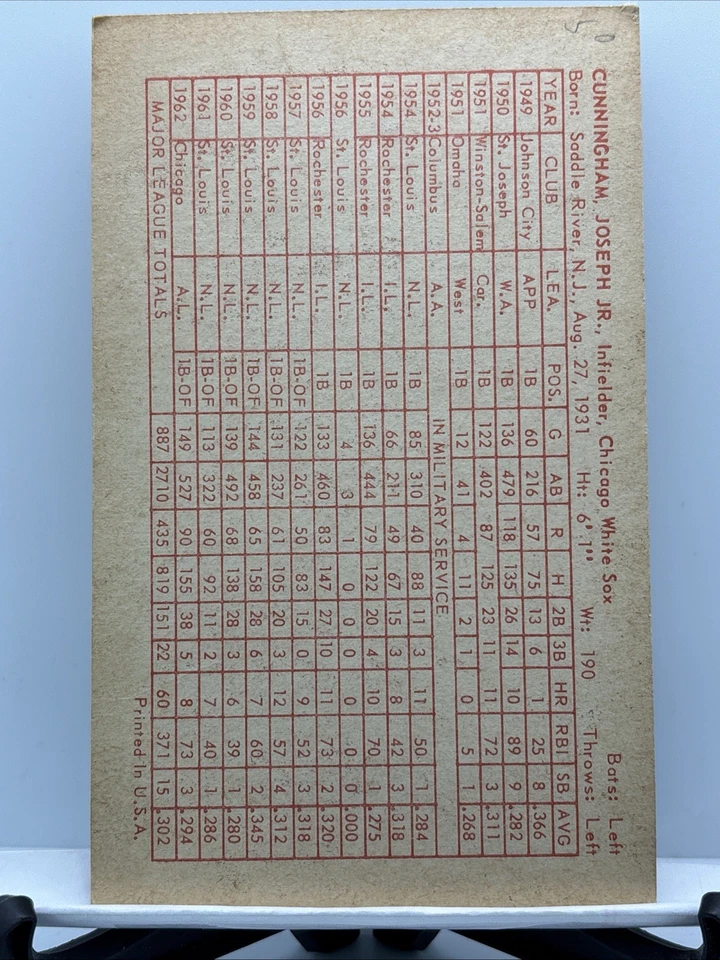 5 0
CUNNINGHAM, JOSEPH JR., Infielder, Chicago White Sox Bats: Left
Born: Saddle River, N.J., Aug. 27, 1931 Ht: 6' 1" Wt: 190 Throws: Left
YEAR CLUB LEA. POS. G AB R H 2B 3B HR RBI SB AVG
1949 Johnson City APP 1B 60 216 57 75 13 6 1 25 8 .366
1950 St. Joseph W.A. 1B 136 479 118 135 26 14 10 89 9 .282
1951 Winston-Salem Car. 1B 122 402 87 125 23 11 11 72 3 .311
1951 Omaha West 1B 12 41 4 11 2 1 0 5 1 .268
1952-3 Columbus A.A. IN MILITARY SERVICE
1954 St. Louis N.L. 1B 85 310 40 88 11 3 11 50 1 .284
1954 Rochester I.L. 1B 66 211 49 67 15 3 8 42 3 .318
1955 Rochester I.L. 1B 136 444 79 122 20 4 10 70 1 .275
1956 St. Louis N.L. 1B 4 3 1 0 0 0 0 0 0 .000
1956 Rochester I.L. 1B 133 460 83 147 27 10 11 73 2 .320
1957 St. Louis N.L. 1B-OF 122 261 50 83 15 0 9 52 3 .318
1958 St. Louis N.L. 1B-OF 131 237 61 105 20 3 12 57 4 .312
1959 St. Louis N.L. 1B-OF 144 458 65 158 28 6 7 60 2 .345
1960 St. Louis N.L. 1B-OF 139 492 68 138 28 3 6 39 1 .280
1961 St. Louis N.L. 1B-OF 113 322 60 92 11 2 7 40 1 .286
1962 Chicago A.L. 1B-OF 149 527 90 155 38 5 8 73 3 .294
MAJOR LEAGUE TOTALS 887 2710 435 819 151 22 60 371 15 .302
Printed In U.S.A.